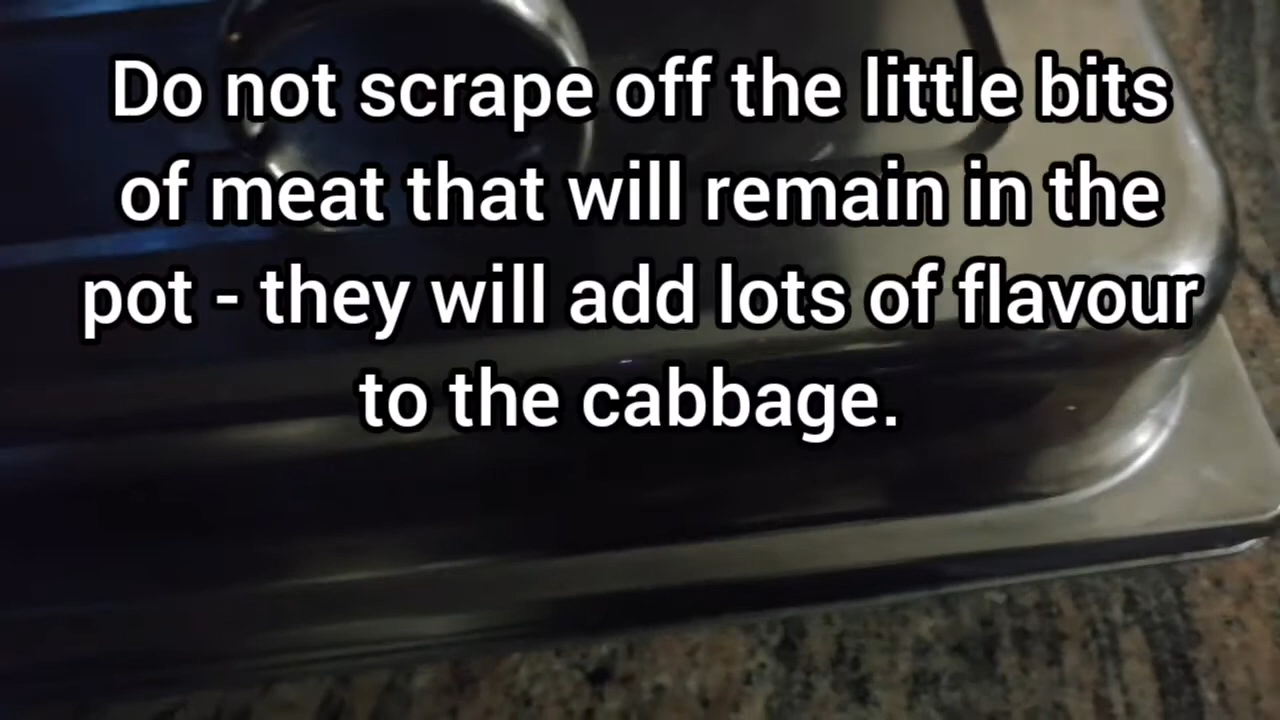 Do not scrape off the little bits
of meat that will remain in the
pot - they will add lots of flavour
to the cabbage.